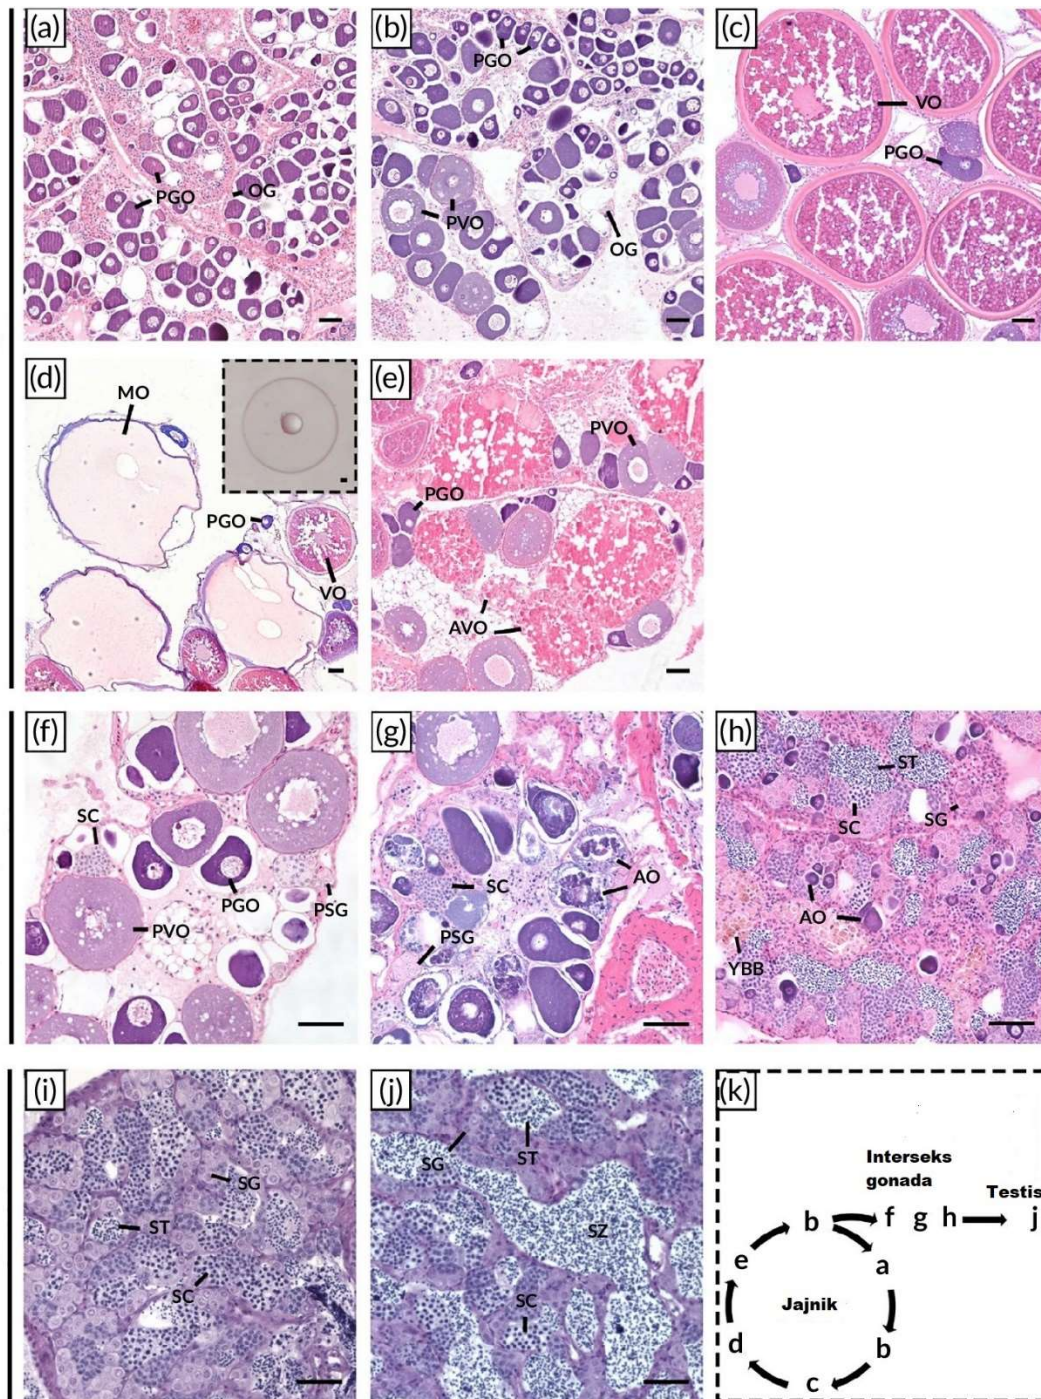 (a)
PGO
OG
(b)
PGO
PVO
OG
(c)
VO
PGO
(d)
MO
PGO
VO
(e)
PVO
PGO
AVO
(f)
SC
PGO
PVO
PSG
(g)
SC
AO
PSG
(h)
ST
SC
SG
AO
YBB
(i)
SG
ST
SC
(j)
SG
ST
SZ
SC
(k)
Interseks
gonada
Testis
b f g h j
e a
Jajnik
d b
c